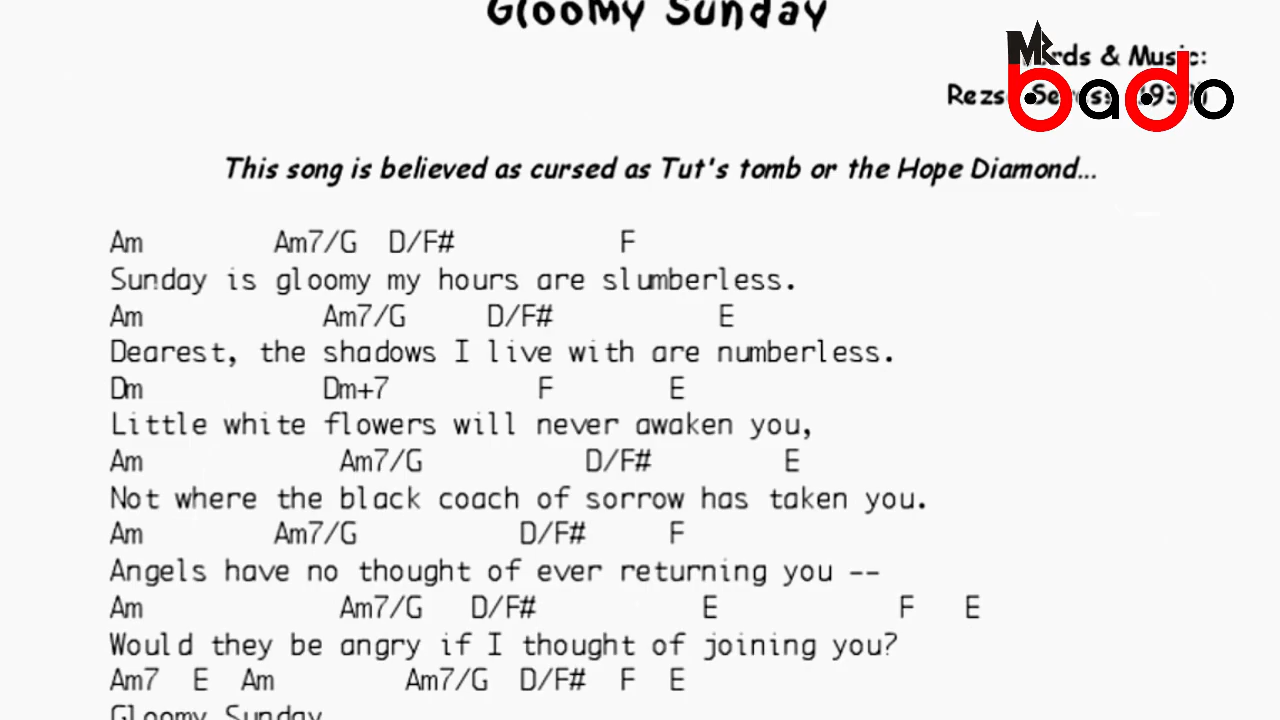 Gloomy Sunday
MR
bado
& Music:
This song is believed as cursed as Tut's tomb or the Hope Diamond...
Am Am7/G D/F# F
Sunday is gloomy my hours are slumberless.
Am Am7/G D/F# E
Dearest, the shadows I live with are numberless.
Dm Dm+7 F E
Little white flowers will never awaken you,
Am Am7/G D/F# E
Not where the black coach of sorrow has taken you.
Am Am7/G D/F# F
Angels have no thought of ever returning you --
Am Am7/G D/F# E F E
Would they be angry if I thought of joining you?
Am7 E Am Am7/G D/F# F E
Gloomy Sunday